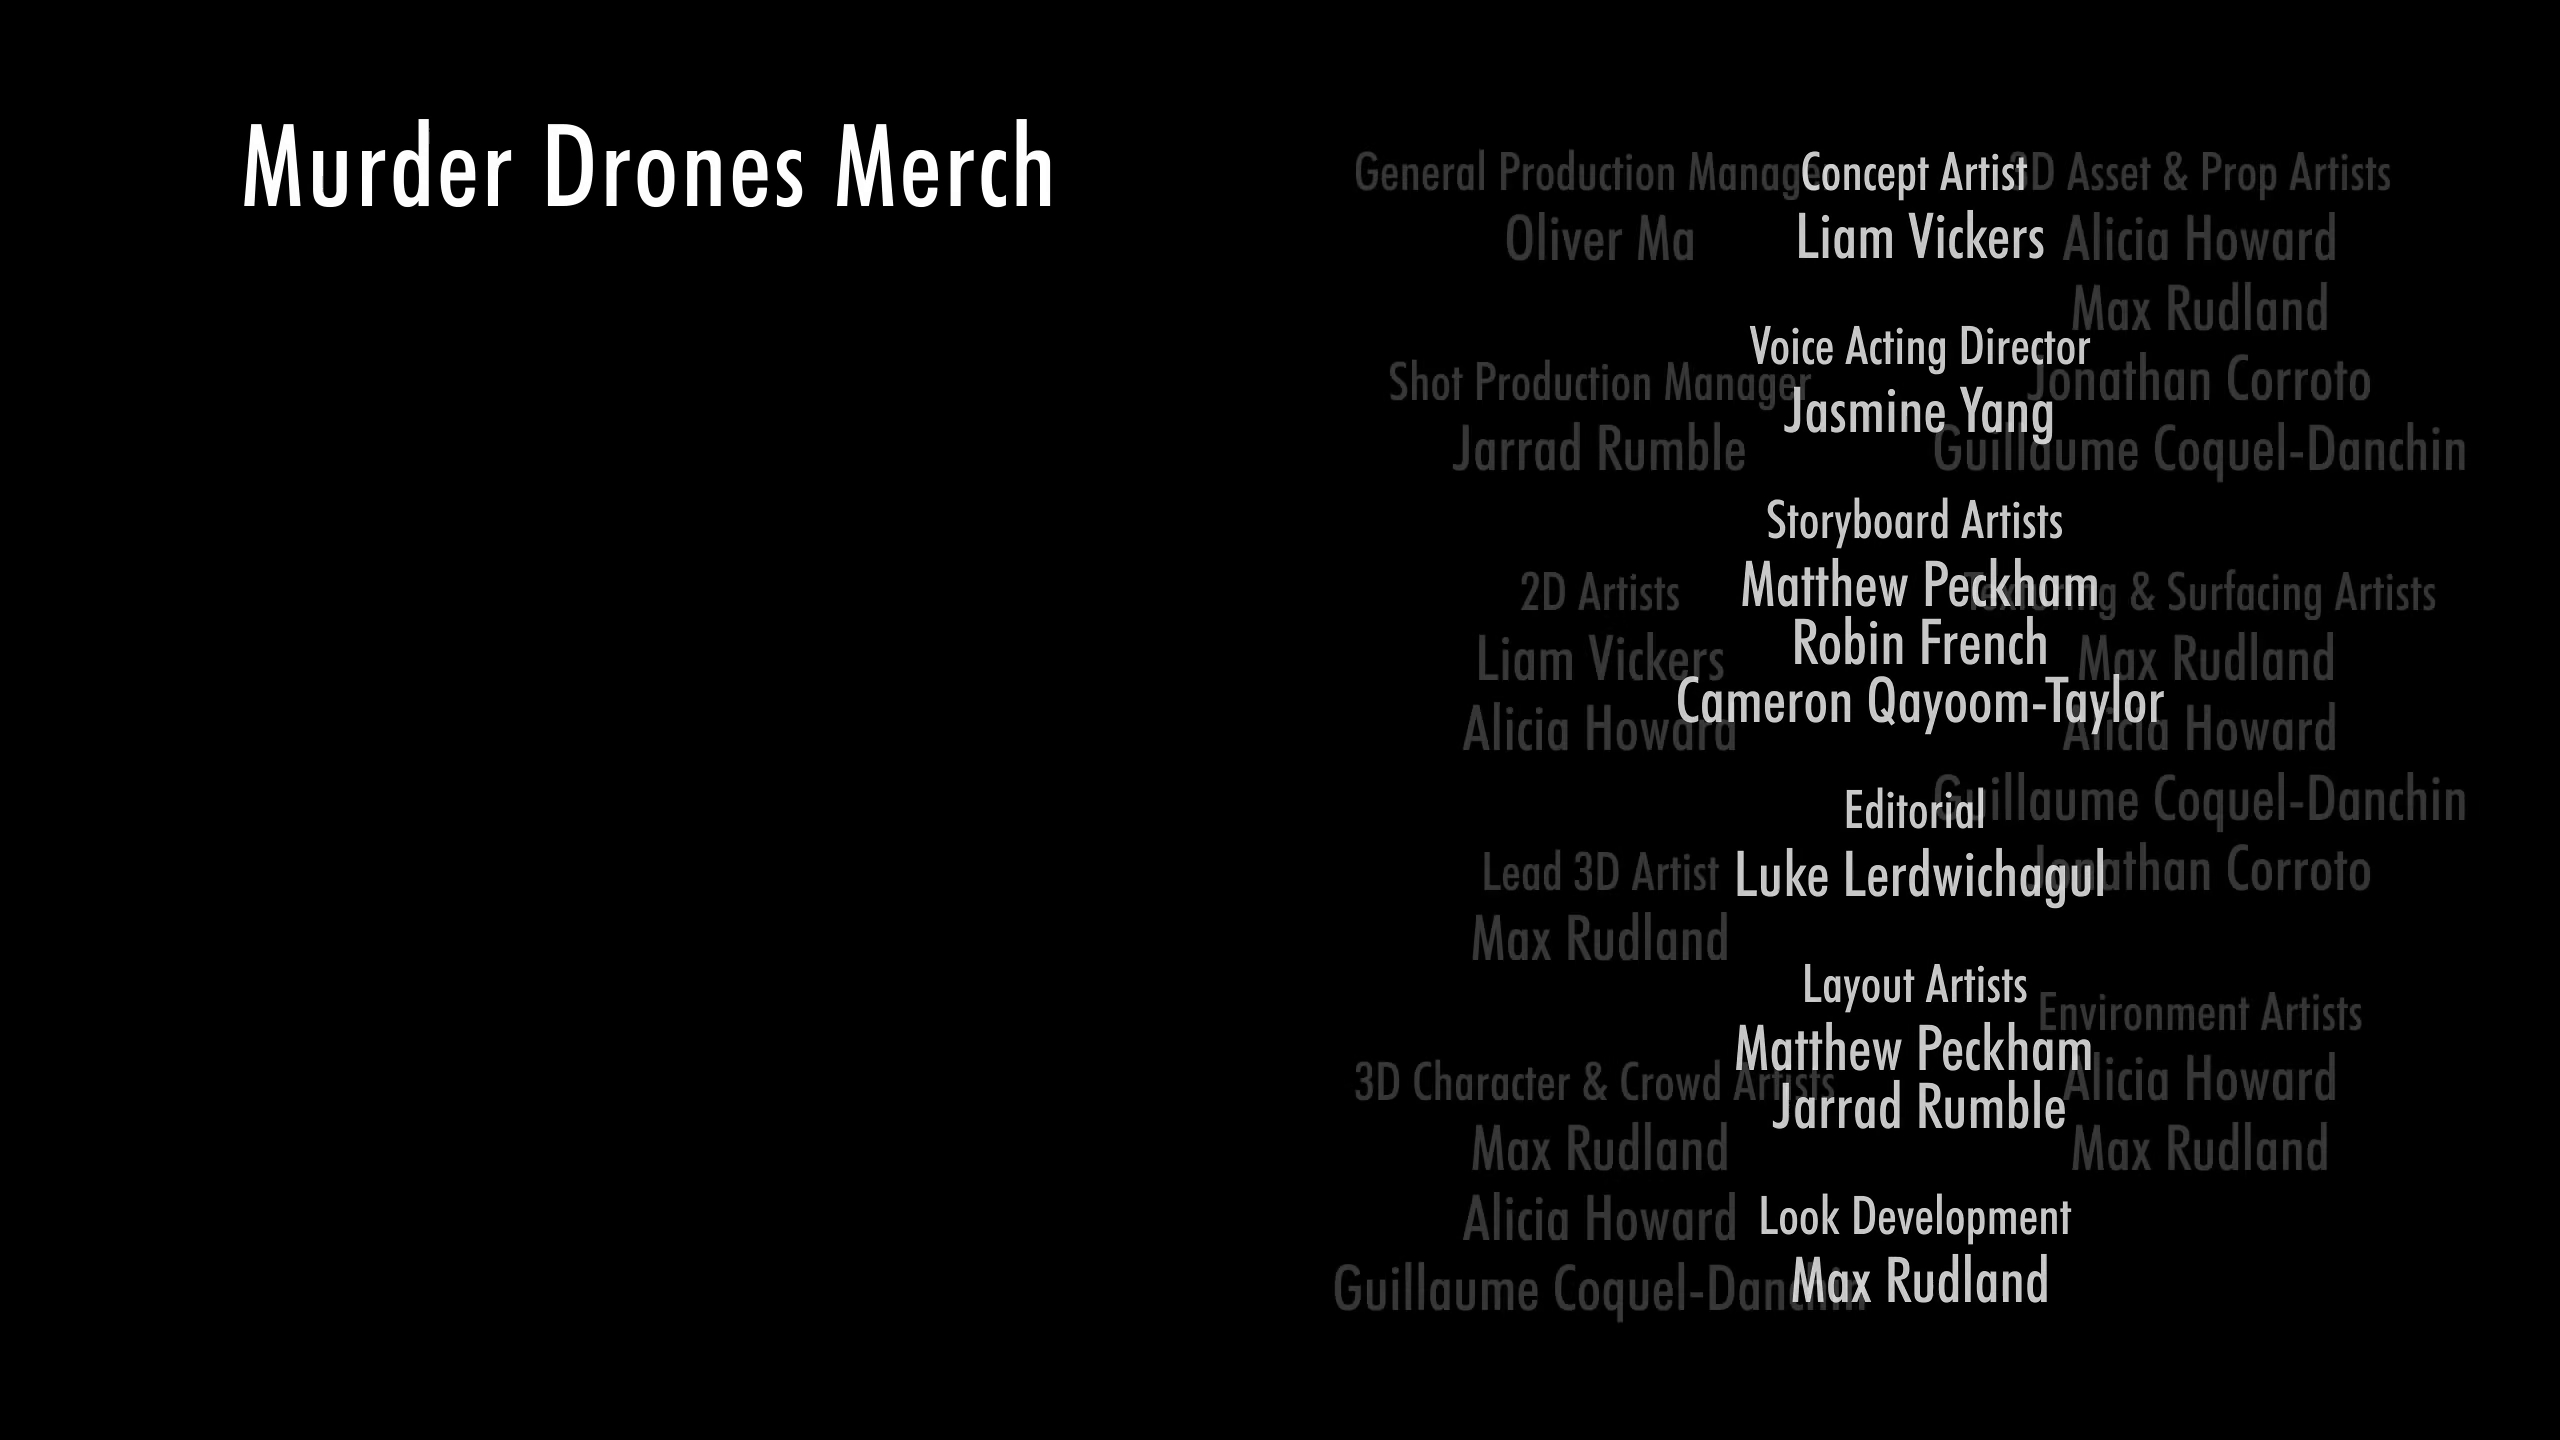 Murder Drones Merch
Concept Artist
Liam Vickers
Voice Acting Director
Jasmine Yang
Storyboard Artists
Matthew Peckham
Robin French
Cameron Qayoom-Taylor
Editorial
Luke Lerdwichagul
Layout Artists
Matthew Peckham
Jarrad Rumble
Look Development
Max Rudland
General Production Manager
Oliver Ma
Shot Production Manager
Jarrad Rumble
2D Artists
Liam Vickers
Alicia Howard
Lead 3D Artist
Max Rudland
3D Character & Crowd Artists
Max Rudland
Alicia Howard
Guillaume Coquel-Danchin
3D Asset & Prop Artists
Alicia Howard
Max Rudland
Jonathan Corroto
Guillaume Coquel-Danchin
Texturing & Surfacing Artists
Max Rudland
Alicia Howard
Guillaume Coquel-Danchin
Jonathan Corroto
Environment Artists
Alicia Howard
Max Rudland